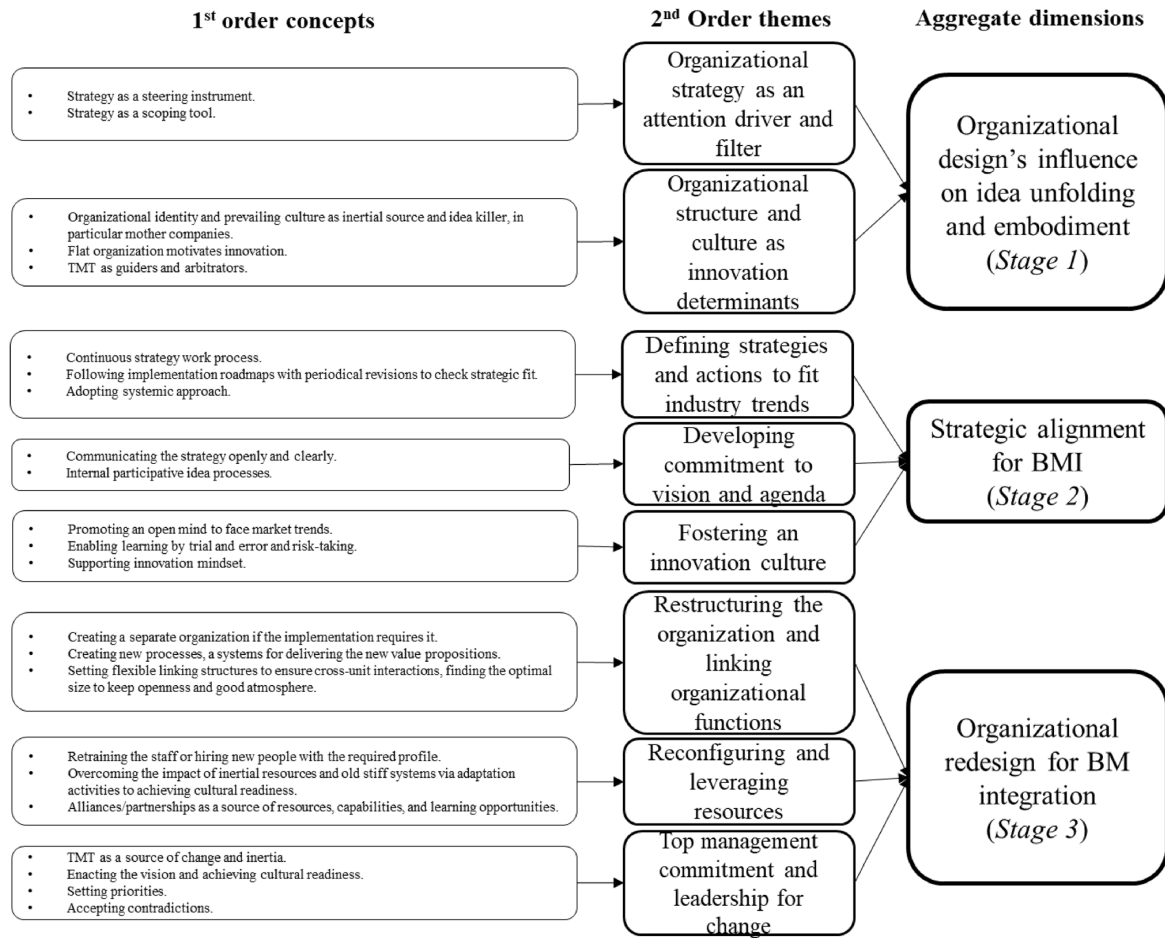 1st order concepts
2nd Order themes
Aggregate dimensions
• Strategy as a steering instrument.
• Strategy as a scoping tool.
Organizational
strategy as an
attention driver and
filter
Organizational
design's influence
on idea unfolding
and embodiment
(Stage 1)
• Organizational identity and prevailing culture as inertial source and idea killer, in
particular mother companies.
• Flat organization motivates innovation.
• TMT as guiders and arbitrators.
Organizational
structure and
culture as
innovation
determinants
• Continuous strategy work process.
• Following implementation roadmaps with periodical revisions to check strategic fit.
• Adopting systemic approach.
Defining strategies
and actions to fit
industry trends
• Communicating the strategy openly and clearly.
• Internal participative idea processes.
Developing
commitment to
vision and agenda
Strategic alignment
for BMI
(Stage 2)
• Promoting an open mind to face market trends.
• Enabling learning by trial and error and risk-taking.
• Supporting innovation mindset.
Fostering an
innovation culture
• Creating a separate organization if the implementation requires it.
• Creating new processes, a systems for delivering the new value propositions.
• Setting flexible linking structures to ensure cross-unit interactions, finding the optimal
size to keep openness and good atmosphere.
Restructuring the
organization and
linking
organizational
functions
• Retraining the staff or hiring new people with the required profile.
• Overcoming the impact of inertial resources and old stiff systems via adaptation
activities to achieving cultural readiness.
• Alliances/partnerships as a source of resources, capabilities, and learning opportunities.
Reconfiguring and
leveraging
resources
Organizational
redesign for BM
integration
(Stage 3)
• TMT as a source of change and inertia.
• Enacting the vision and achieving cultural readiness.
• Setting priorities.
• Accepting contradictions.
Top management
commitment and
leadership for
change